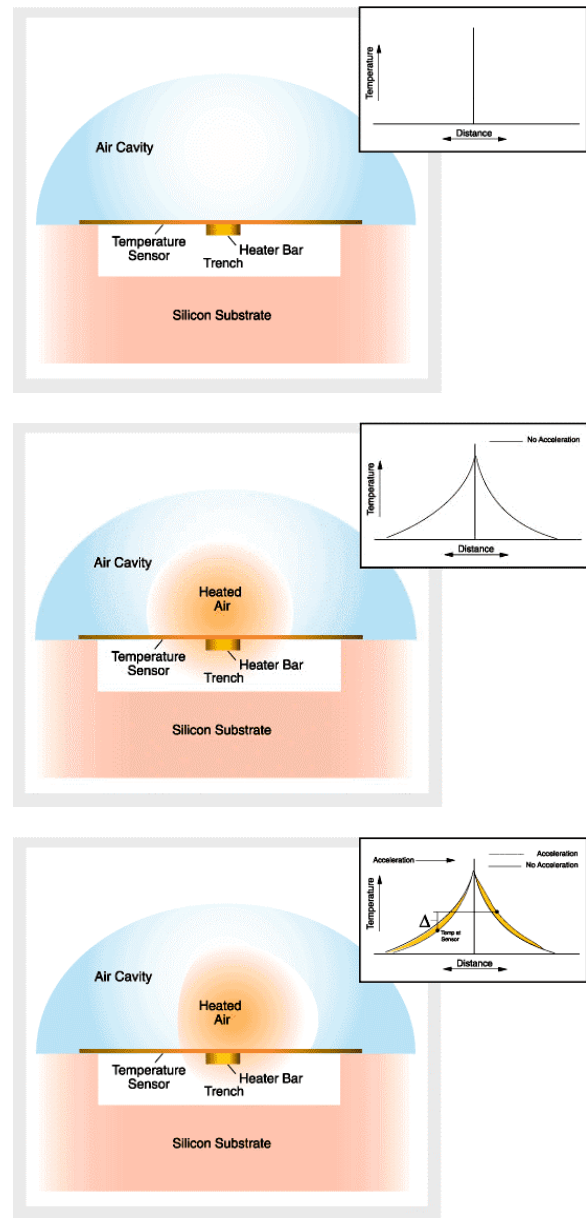 Temperature
Distance
Air Cavity
Temperature
Sensor
Heater Bar
Trench
Silicon Substrate
No Acceleration
Temperature
Distance
Air Cavity
Heated
Air
Temperature
Sensor
Heater Bar
Trench
Silicon Substrate
Acceleration
Acceleration
No Acceleration
Temperature
Δ
Temp at
Sensor
Distance
Air Cavity
Heated
Air
Temperature
Sensor
Heater Bar
Trench
Silicon Substrate